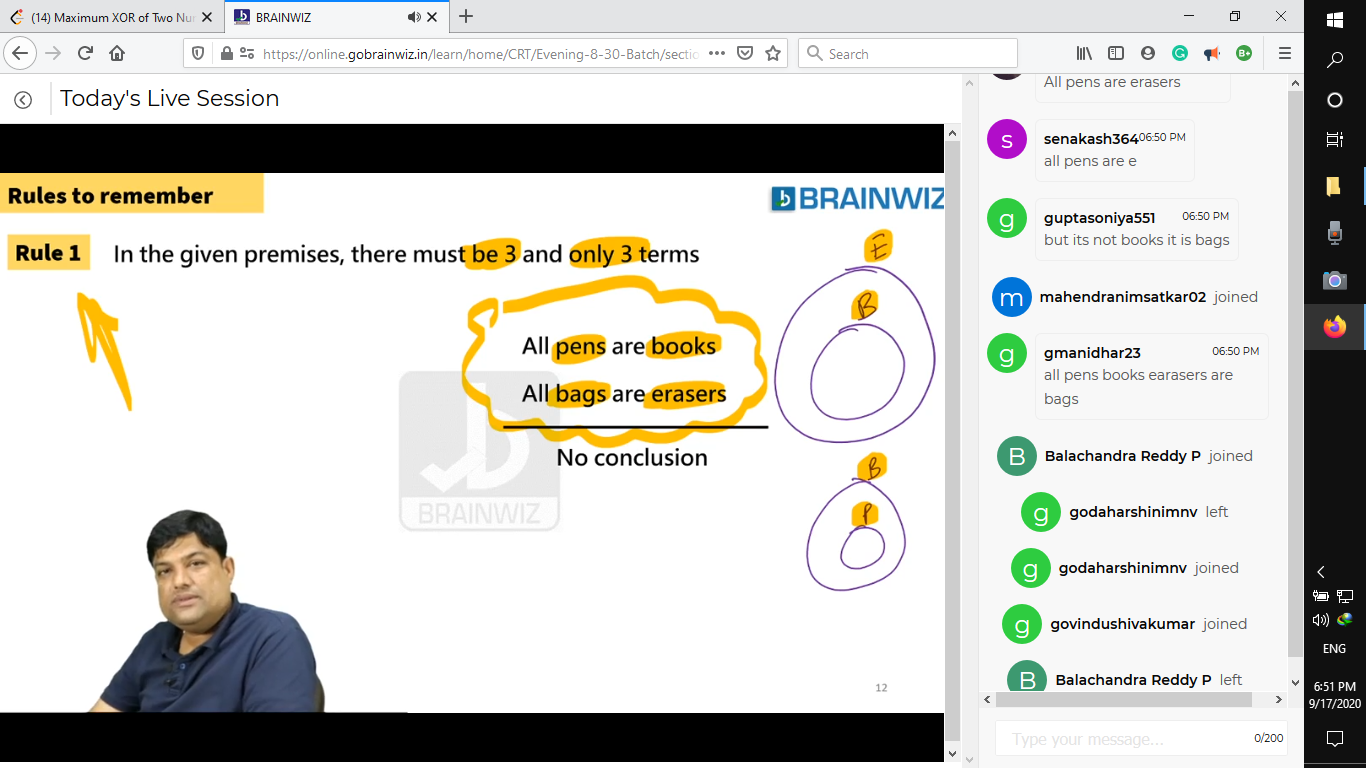 (14) Maximum XOR of Two Nu
BRAINWIZ
https://online.gobrainwiz.in/learn/home/CRT/Evening-8-30-Batch/sectio
Search
Today's Live Session
Rules to remember
BRAINWIZ
Rule 1 In the given premises, there must be 3 and only 3 terms
E
B
All pens are books
All bags are erasers
No conclusion
B
P
BRAINWIZ
12
All pens are erasers
s
senakash364 06:50 PM
all pens are e
g
guptasoniya551 06:50 PM
but its not books it is bags
m
mahendranimsatkar02 joined
g
gmanidhar23 06:50 PM
all pens books earasers are
bags
B
Balachandra Reddy P joined
g
godaharshinimnv left
g
godaharshinimnv joined
g
govindushivakumar joined
B
Balachandra Reddy P left
Type your message...
0/200
B+
ENG
6:51 PM
9/17/2020